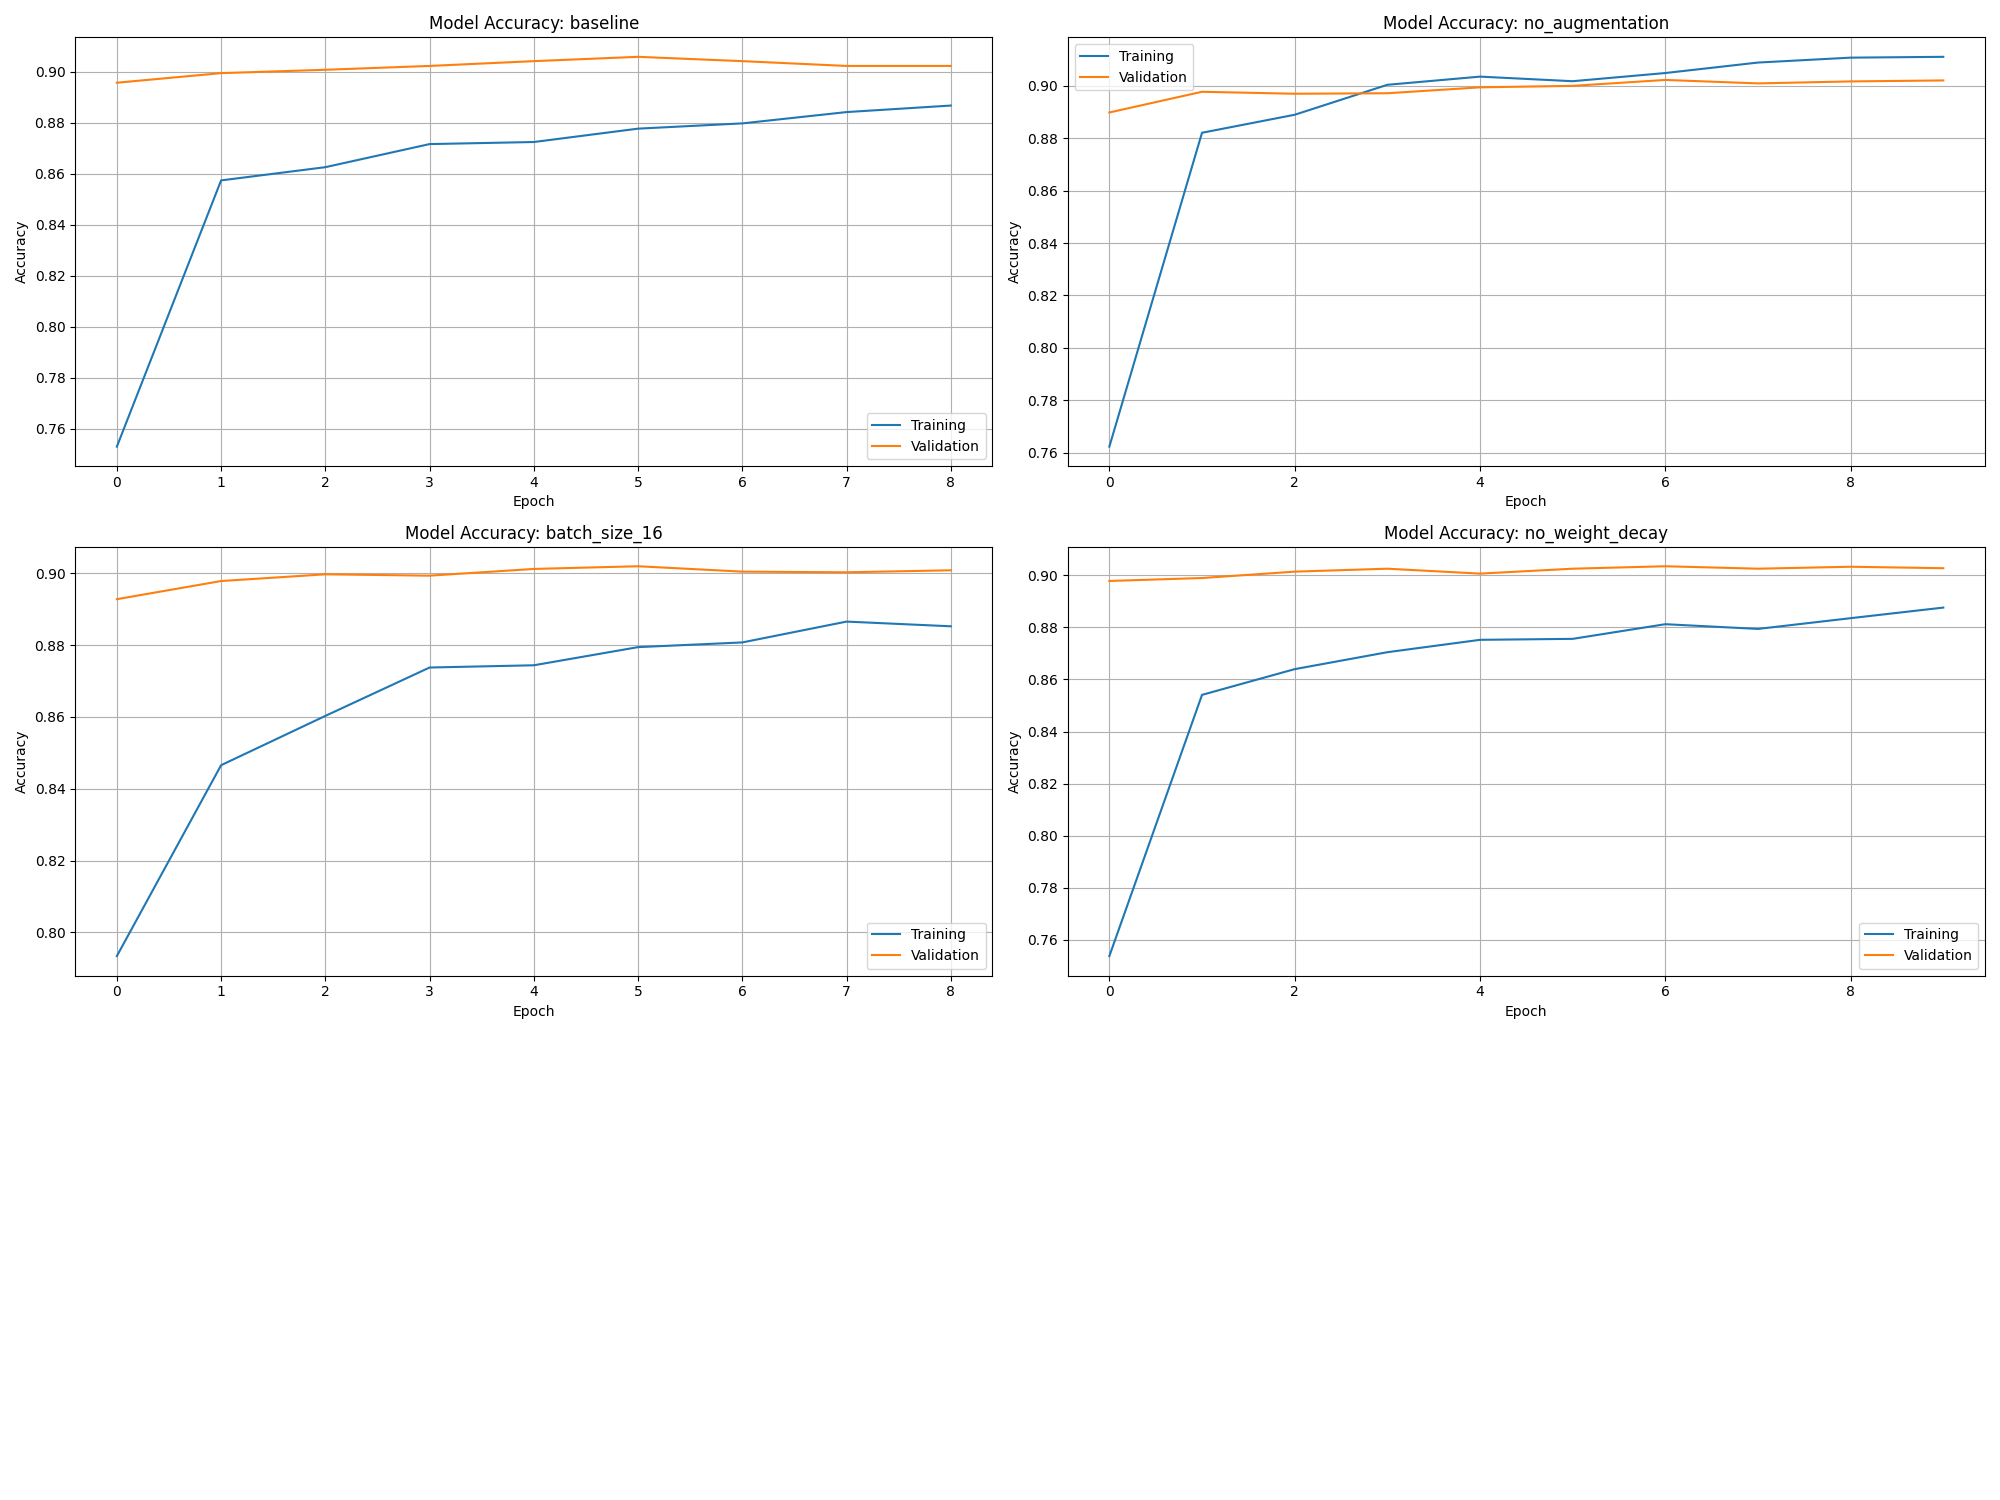 Model Accuracy: baseline
Accuracy
0.90
0.88
0.86
0.84
0.82
0.80
0.78
0.76
Training
Validation
0 1 2 3 4 5 6 7 8
Epoch
Model Accuracy: no_augmentation
Training
Validation
Accuracy
0.90
0.88
0.86
0.84
0.82
0.80
0.78
0.76
0 2 4 6 8
Epoch
Model Accuracy: batch_size_16
Accuracy
0.90
0.88
0.86
0.84
0.82
0.80
Training
Validation
0 1 2 3 4 5 6 7 8
Epoch
Model Accuracy: no_weight_decay
Accuracy
0.90
0.88
0.86
0.84
0.82
0.80
0.78
0.76
Training
Validation
0 2 4 6 8
Epoch